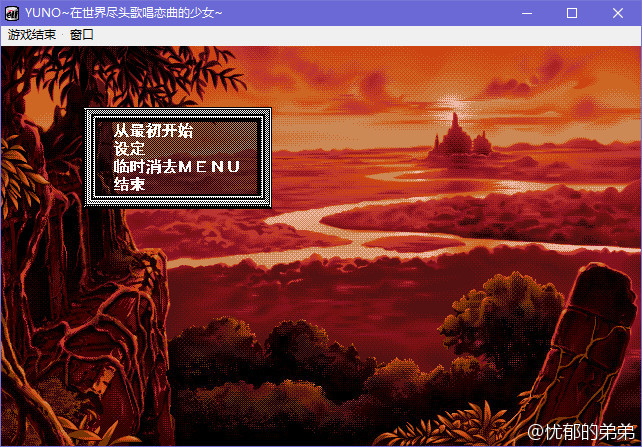 elf YUNO~在世界尽头歌唱恋曲的少女~
游戏结束 窗口
从最初开始
设定
临时消去ＭＥＮＵ
结束
@忧郁的弟弟